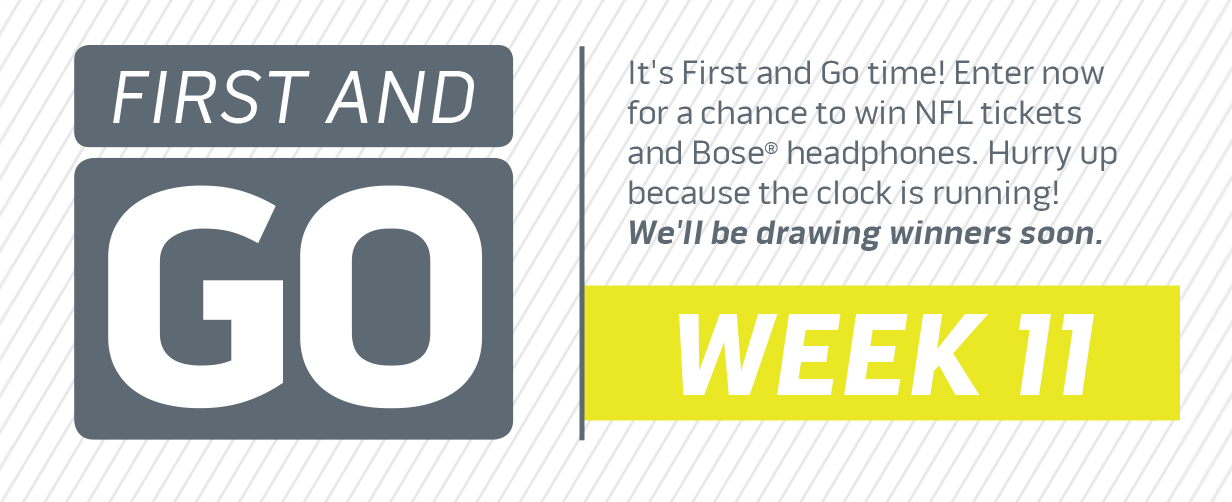 FIRST AND
GO
It's First and Go time! Enter now
for a chance to win NFL tickets
and Bose® headphones. Hurry up
because the clock is running!
We'll be drawing winners soon.
WEEK 11